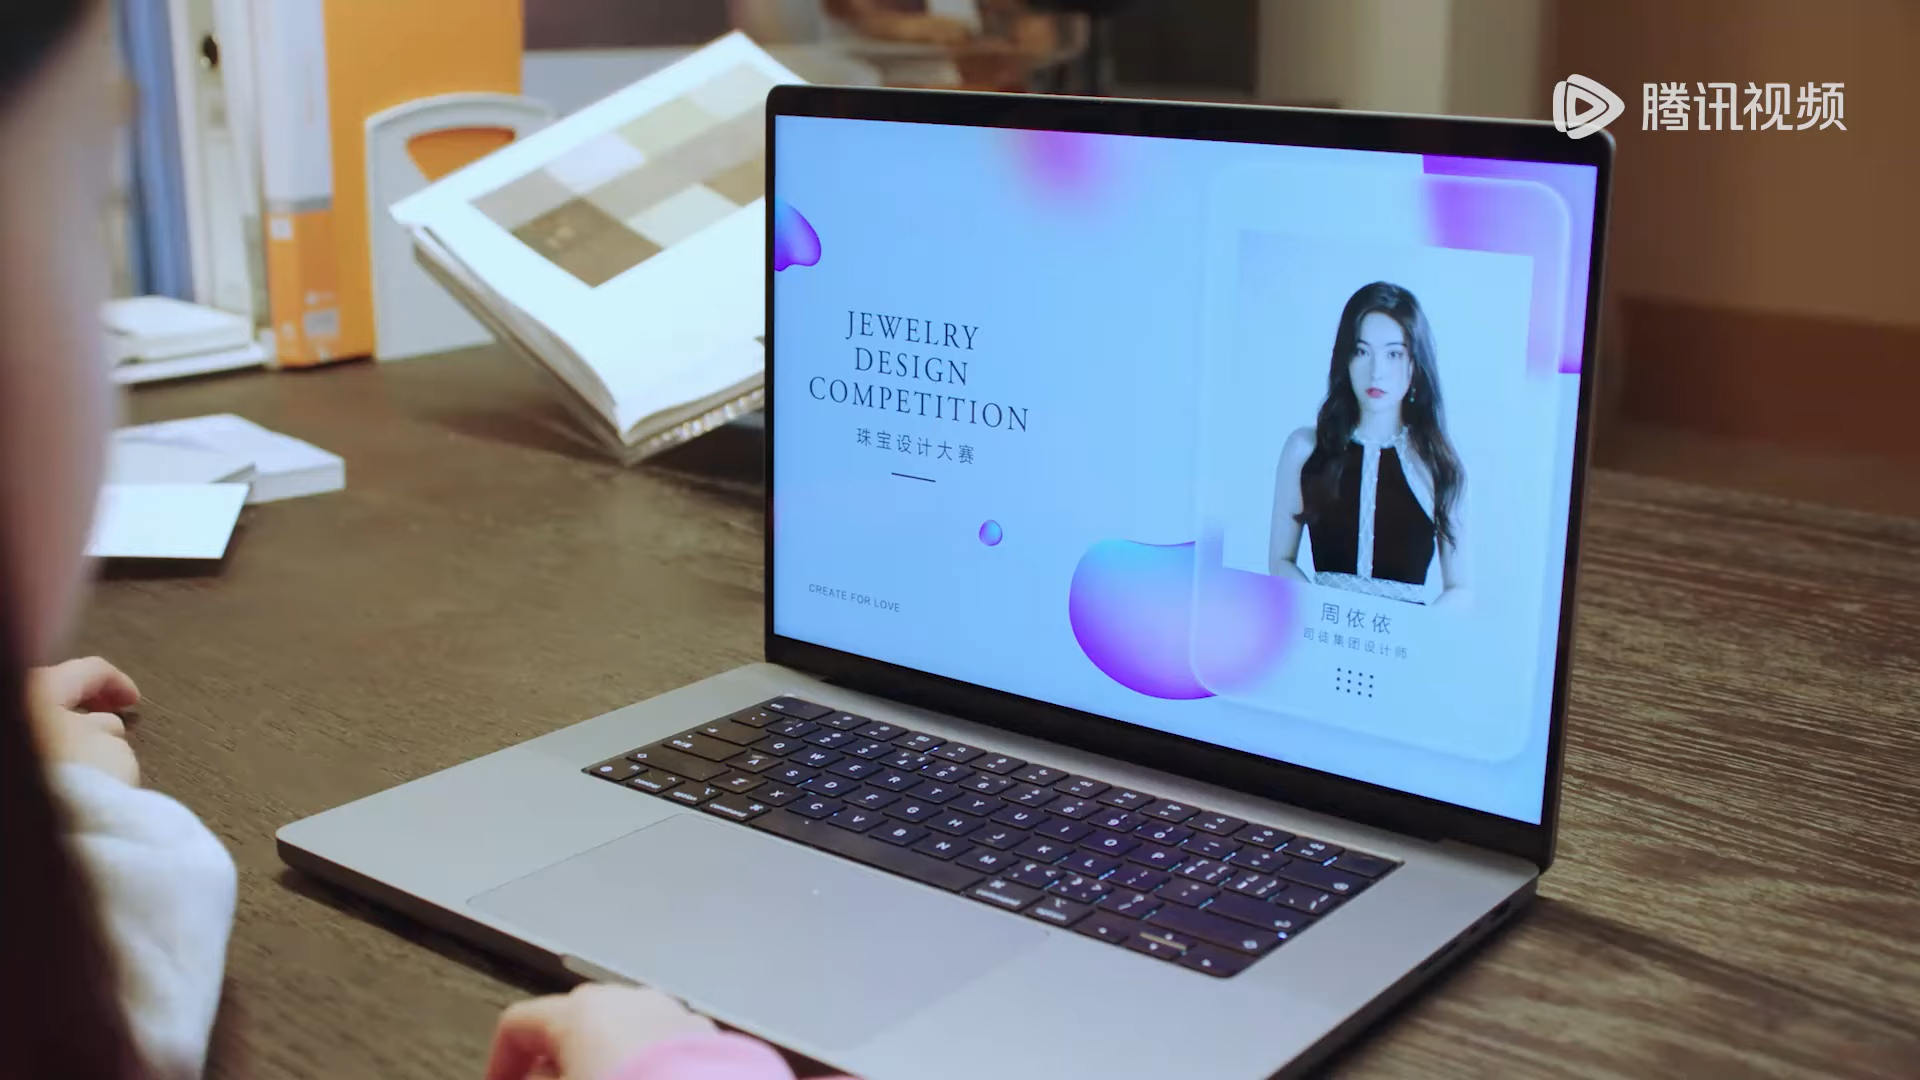 腾讯视频
JEWELRY
DESIGN
COMPETITION
珠宝设计大赛
CREATE FOR LOVE
周依依
司徒集团设计师